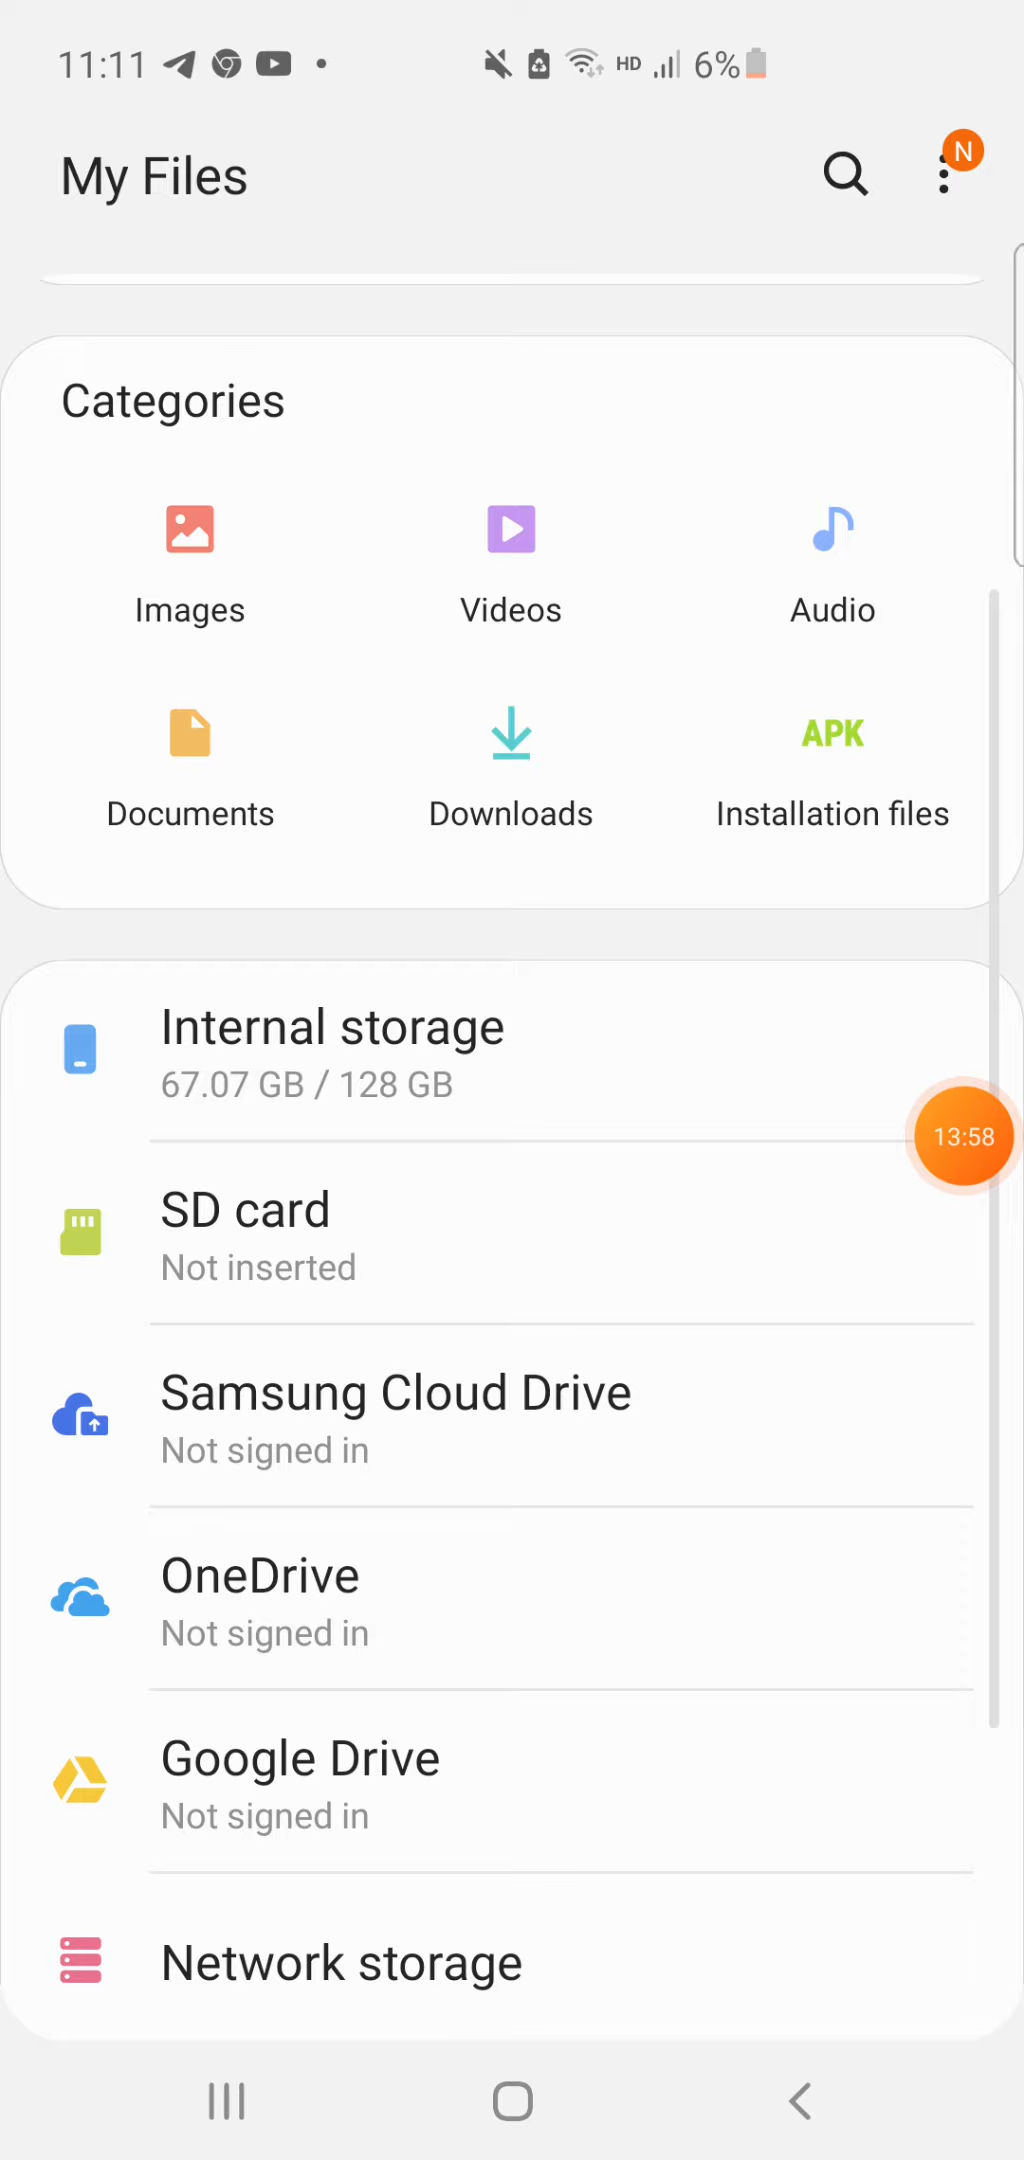 11:11 HD 6%
My Files
N
Categories
Images Videos Audio
APK
Documents Downloads Installation files
Internal storage
67.07 GB / 128 GB
13:58
SD card
Not inserted
Samsung Cloud Drive
Not signed in
OneDrive
Not signed in
Google Drive
Not signed in
Network storage